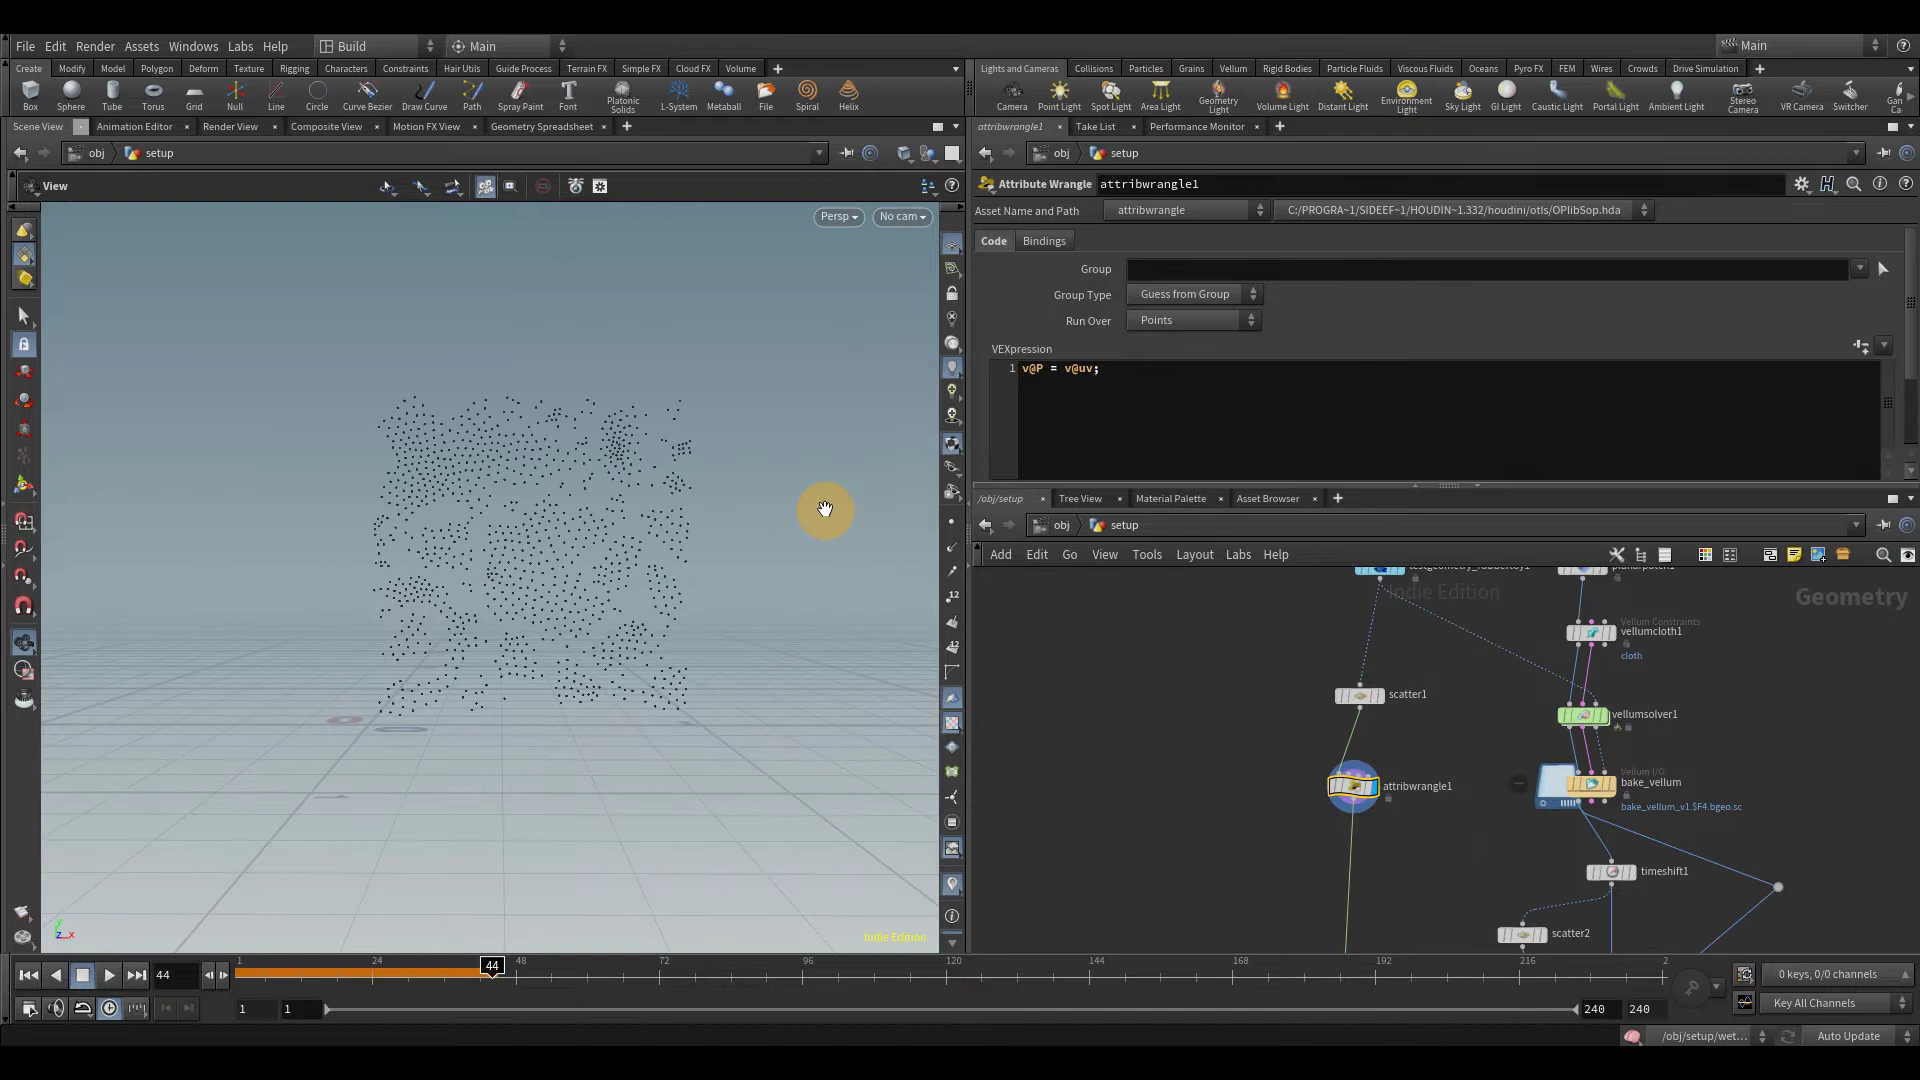 File Edit Render Assets Windows Labs Help Build Main Main
Create Modify Model Polygon Deform Texture Rigging Characters Constraints Hair Utils Guide Process Terrain FX Simple FX Cloud FX Volume
Box Sphere Tube Torus Grid Null Line Circle Curve Bezier Draw Curve Path Spray Paint Font Platonic Solids L-System Metaball File Spiral Helix
Lights and Cameras Collisions Particles Grains Vellum Rigid Bodies Particle Fluids Viscous Fluids Oceans Pyro FX FEM Wires Crowds Drive Simulation
Camera Point Light Spot Light Area Light Geometry Light Volume Light Distant Light Environment Light Sky Light GI Light Caustic Light Portal Light Ambient Light Stereo Camera VR Camera Switcher
Scene View Animation Editor Render View Composite View Motion FX View Geometry Spreadsheet
obj setup
View
Persp No cam
Indie Edition
attribwrangle1 Take List Performance Monitor
obj setup
Attribute Wrangle attribwrangle1
Asset Name and Path attribwrangle C:/PROGRA~1/SIDEEF~1/HOUDIN~1.332/houdini/otls/OPlibSop.hda
Code Bindings
Group
Group Type Guess from Group
Run Over Points
VEXpression
1 v@P = v@uv;
/obj/setup Tree View Material Palette Asset Browser
obj setup
Add Edit Go View Tools Layout Labs Help
Indie Edition
Geometry
Vellum Constraints
vellumcloth1
cloth
scatter1
vellumsolver1
attribwrangle1
Vellum I/O
bake_vellum
bake_vellum_v1.$F4.bgeo.sc
timeshift1
scatter2
44 1 24 44 48 72 96 120 144 168 192 216 2
0 keys, 0/0 channels
1 1 240 240
Key All Channels
/obj/setup/wet... Auto Update